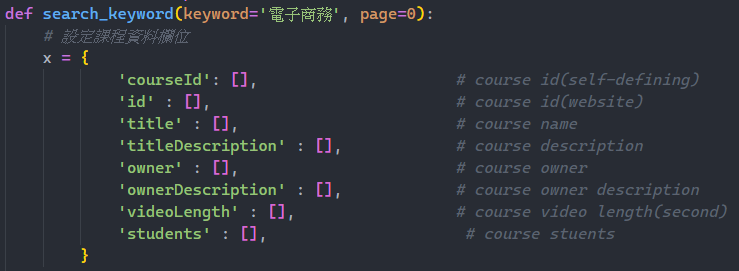 def search_keyword(keyword='電子商務', page=0):
# 設定課程資料欄位
x = {
'courseId': [], # course id(self-defining)
'id' : [], # course id(website)
'title' : [], # course name
'titleDescription' : [], # course description
'owner' : [], # course owner
'ownerDescription' : [], # course owner description
'videoLength' : [], # course video length(second)
'students' : [], # course stuents
}